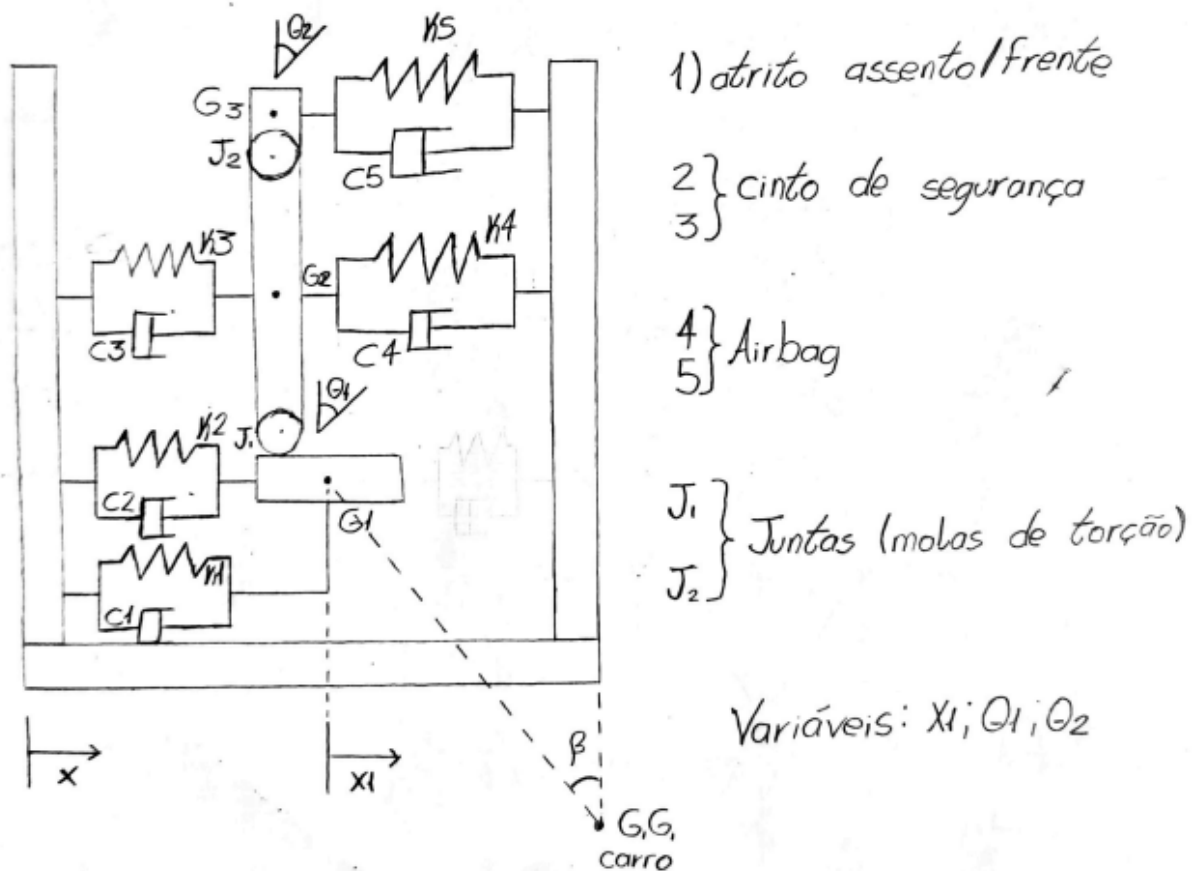 θ2
K5
G3
J2
C5
K3
K4
G2
C3
C4
θ1
K2
J1
C2
G1
K1
C1
x
x1
β
G,G,
carro
1) atrito assento/frente
2
3 } cinto de segurança
4
5 } Airbag
J1
J2 } Juntas (molas de torção)
Variáveis: x1; θ1; θ2